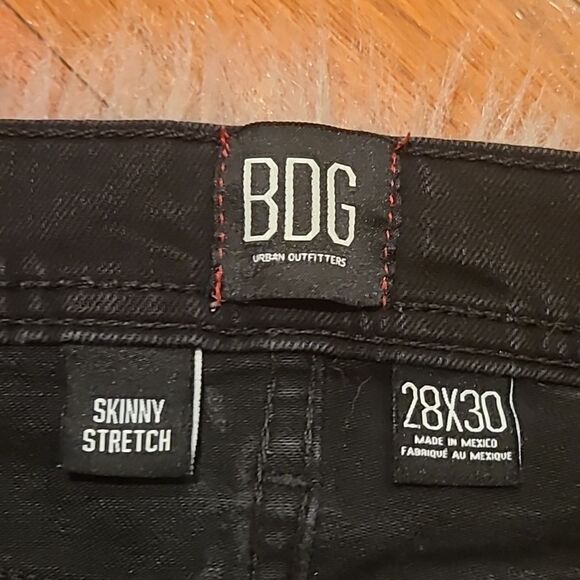 BDG
URBAN OUTFITTERS
SKINNY
STRETCH
28X30
MADE IN MEXICO
FABRIQUÉ AU MEXIQUE